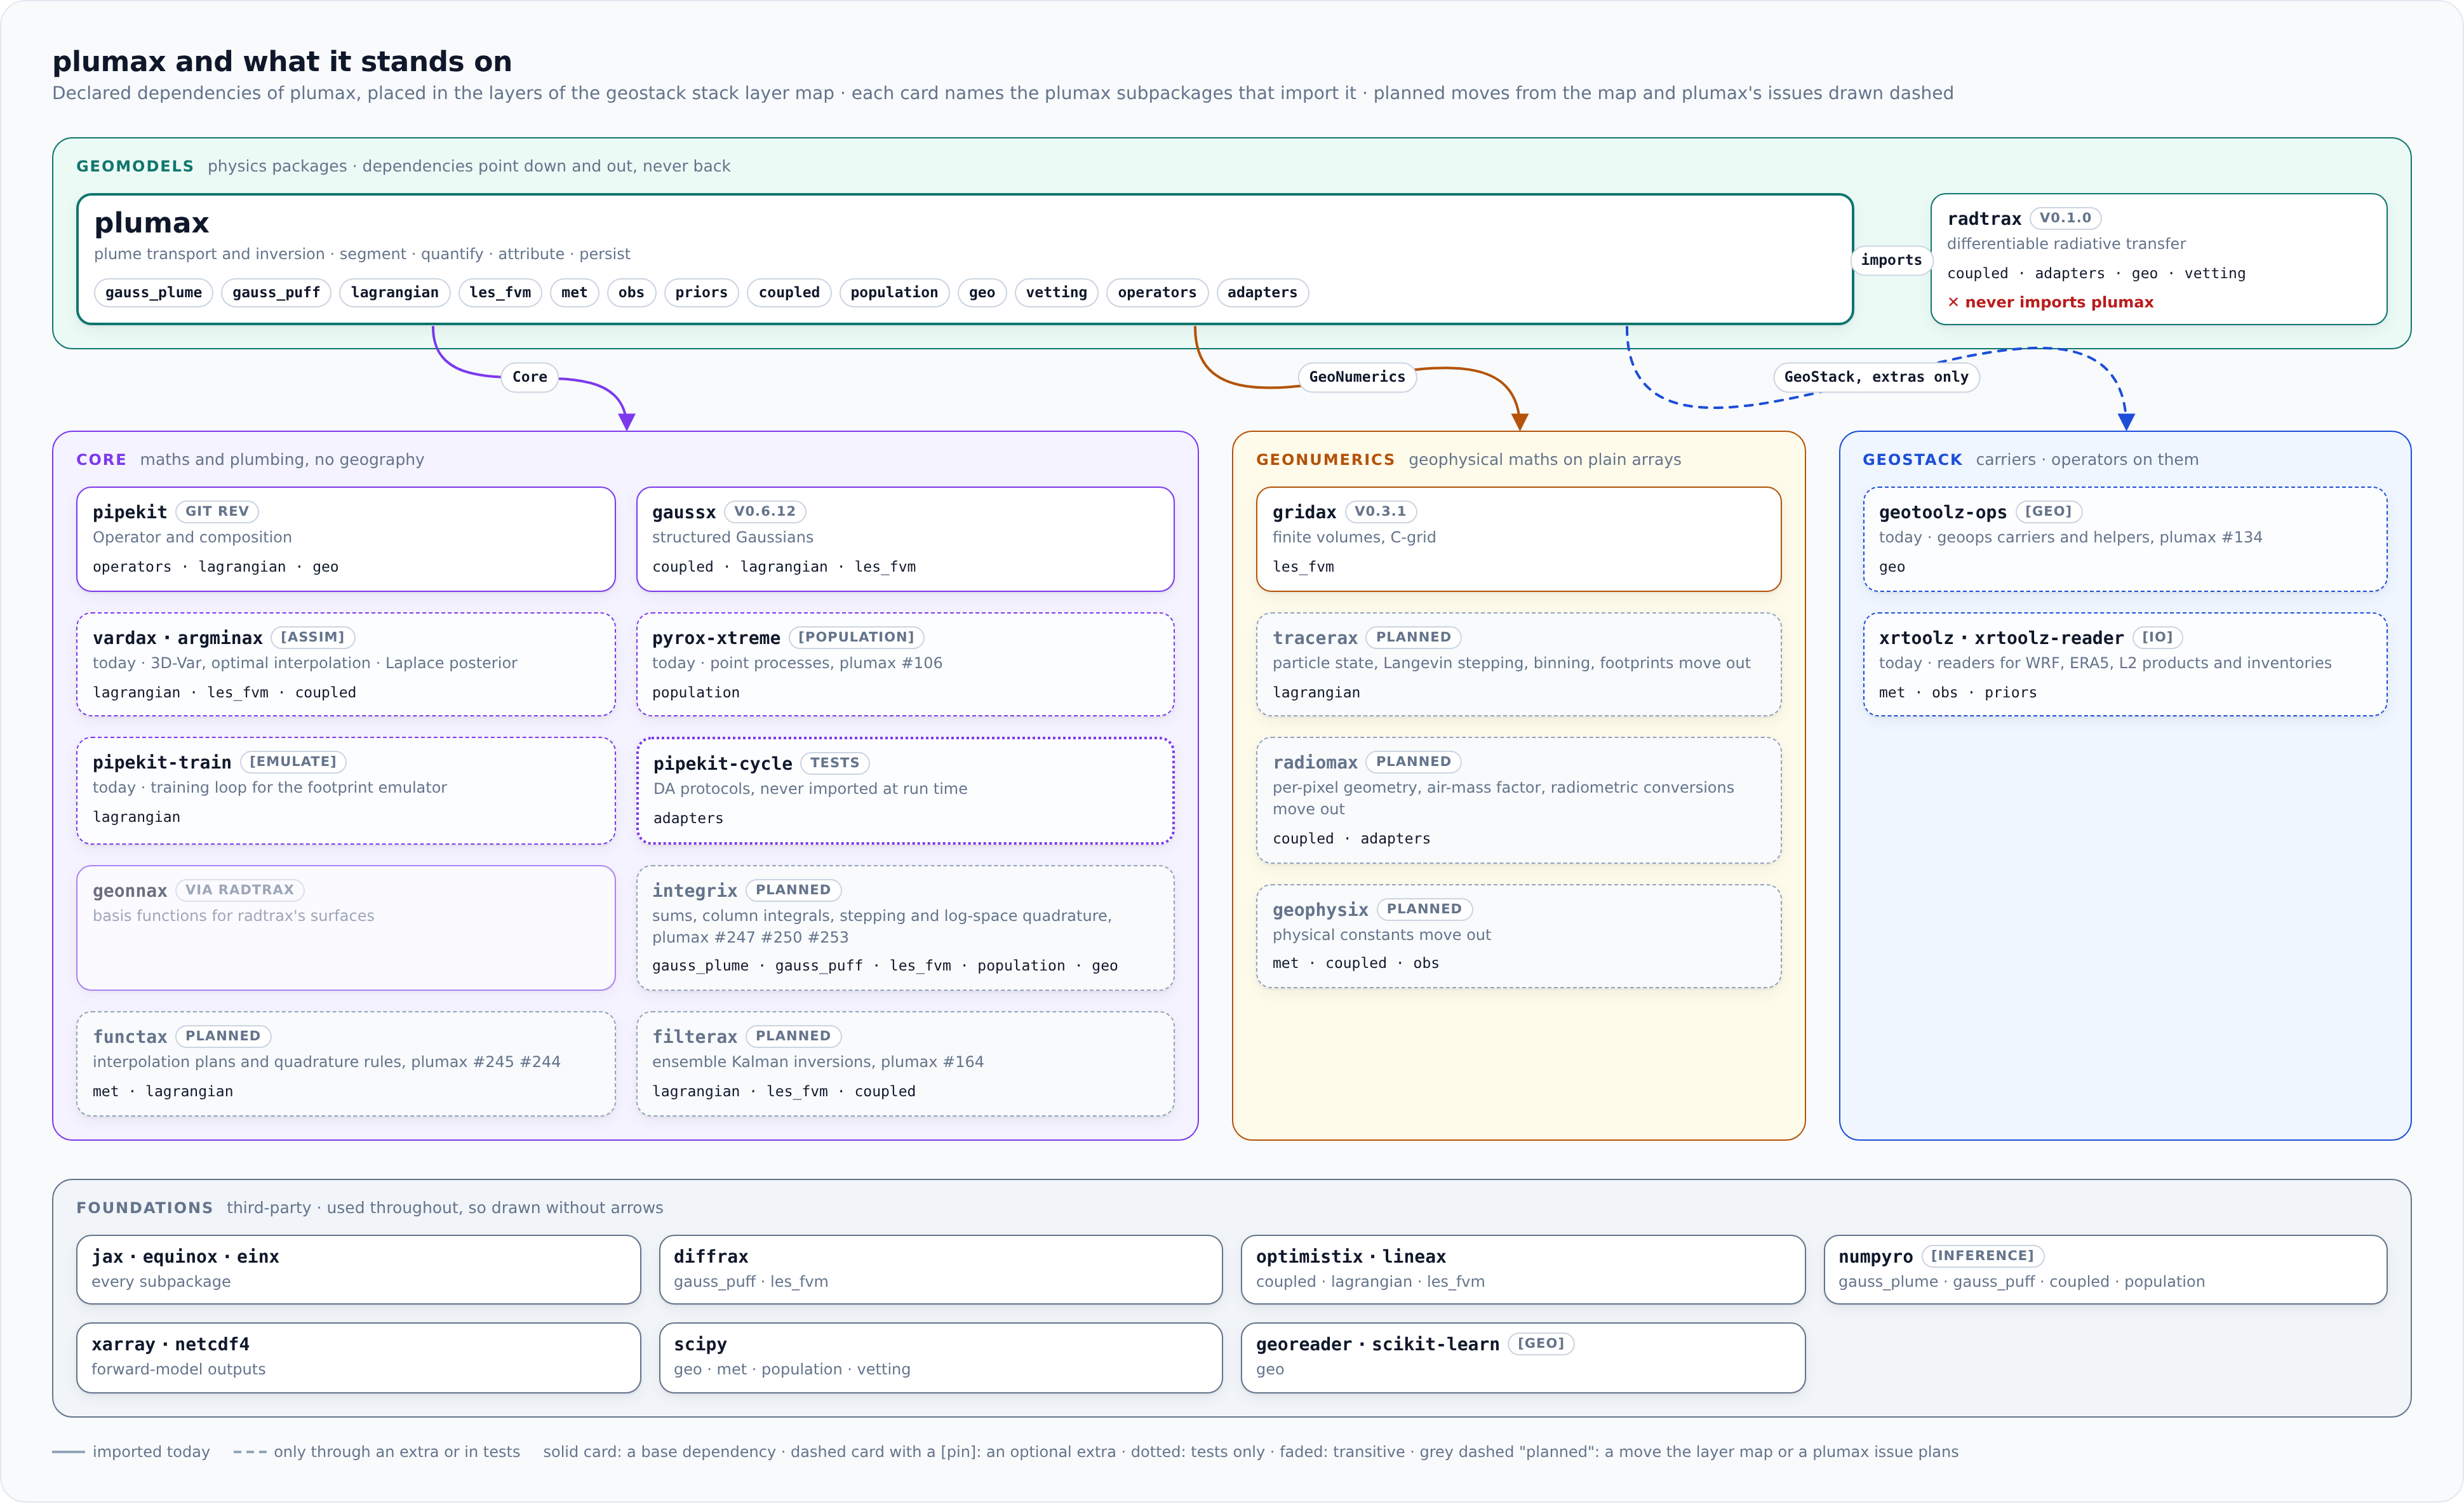 plumax and what it stands on
Declared dependencies of plumax, placed in the layers of the geostack stack layer map · each card names the plumax subpackages that import it · planned moves from the map and plumax's issues drawn dashed
GEOMODELS physics packages · dependencies point down and out, never back
plumax
plume transport and inversion · segment · quantify · attribute · persist
gauss_plume gauss_puff lagrangian les_fvm met obs priors coupled population geo vetting operators adapters
imports
radtrax V0.1.0
differentiable radiative transfer
coupled · adapters · geo · vetting
× never imports plumax
Core
GeoNumerics
GeoStack, extras only
CORE maths and plumbing, no geography
pipekit GIT REV
Operator and composition
operators · lagrangian · geo
gaussx V0.6.12
structured Gaussians
coupled · lagrangian · les_fvm
vardax · argminax [ASSIM]
today · 3D-Var, optimal interpolation · Laplace posterior
lagrangian · les_fvm · coupled
pyrox-xtreme [POPULATION]
today · point processes, plumax #106
population
pipekit-train [EMULATE]
today · training loop for the footprint emulator
lagrangian
pipekit-cycle TESTS
DA protocols, never imported at run time
adapters
geonnax VIA RADTRAX
basis functions for radtrax's surfaces
integrix PLANNED
sums, column integrals, stepping and log-space quadrature,
plumax #247 #250 #253
gauss_plume · gauss_puff · les_fvm · population · geo
functax PLANNED
interpolation plans and quadrature rules, plumax #245 #244
met · lagrangian
filterax PLANNED
ensemble Kalman inversions, plumax #164
lagrangian · les_fvm · coupled
GEONUMERICS geophysical maths on plain arrays
gridax V0.3.1
finite volumes, C-grid
les_fvm
tracerax PLANNED
particle state, Langevin stepping, binning, footprints move out
lagrangian
radiomax PLANNED
per-pixel geometry, air-mass factor, radiometric conversions
move out
coupled · adapters
geophysix PLANNED
physical constants move out
met · coupled · obs
GEOSTACK carriers · operators on them
geotoolz-ops [GEO]
today · geoops carriers and helpers, plumax #134
geo
xrtoolz · xrtoolz-reader [IO]
today · readers for WRF, ERA5, L2 products and inventories
met · obs · priors
FOUNDATIONS third-party · used throughout, so drawn without arrows
jax · equinox · einx
every subpackage
diffrax
gauss_puff · les_fvm
optimistix · lineax
coupled · lagrangian · les_fvm
numpyro [INFERENCE]
gauss_plume · gauss_puff · coupled · population
xarray · netcdf4
forward-model outputs
scipy
geo · met · population · vetting
georeader · scikit-learn [GEO]
geo
imported today only through an extra or in tests solid card: a base dependency · dashed card with a [pin]: an optional extra · dotted: tests only · faded: transitive · grey dashed "planned": a move the layer map or a plumax issue plans